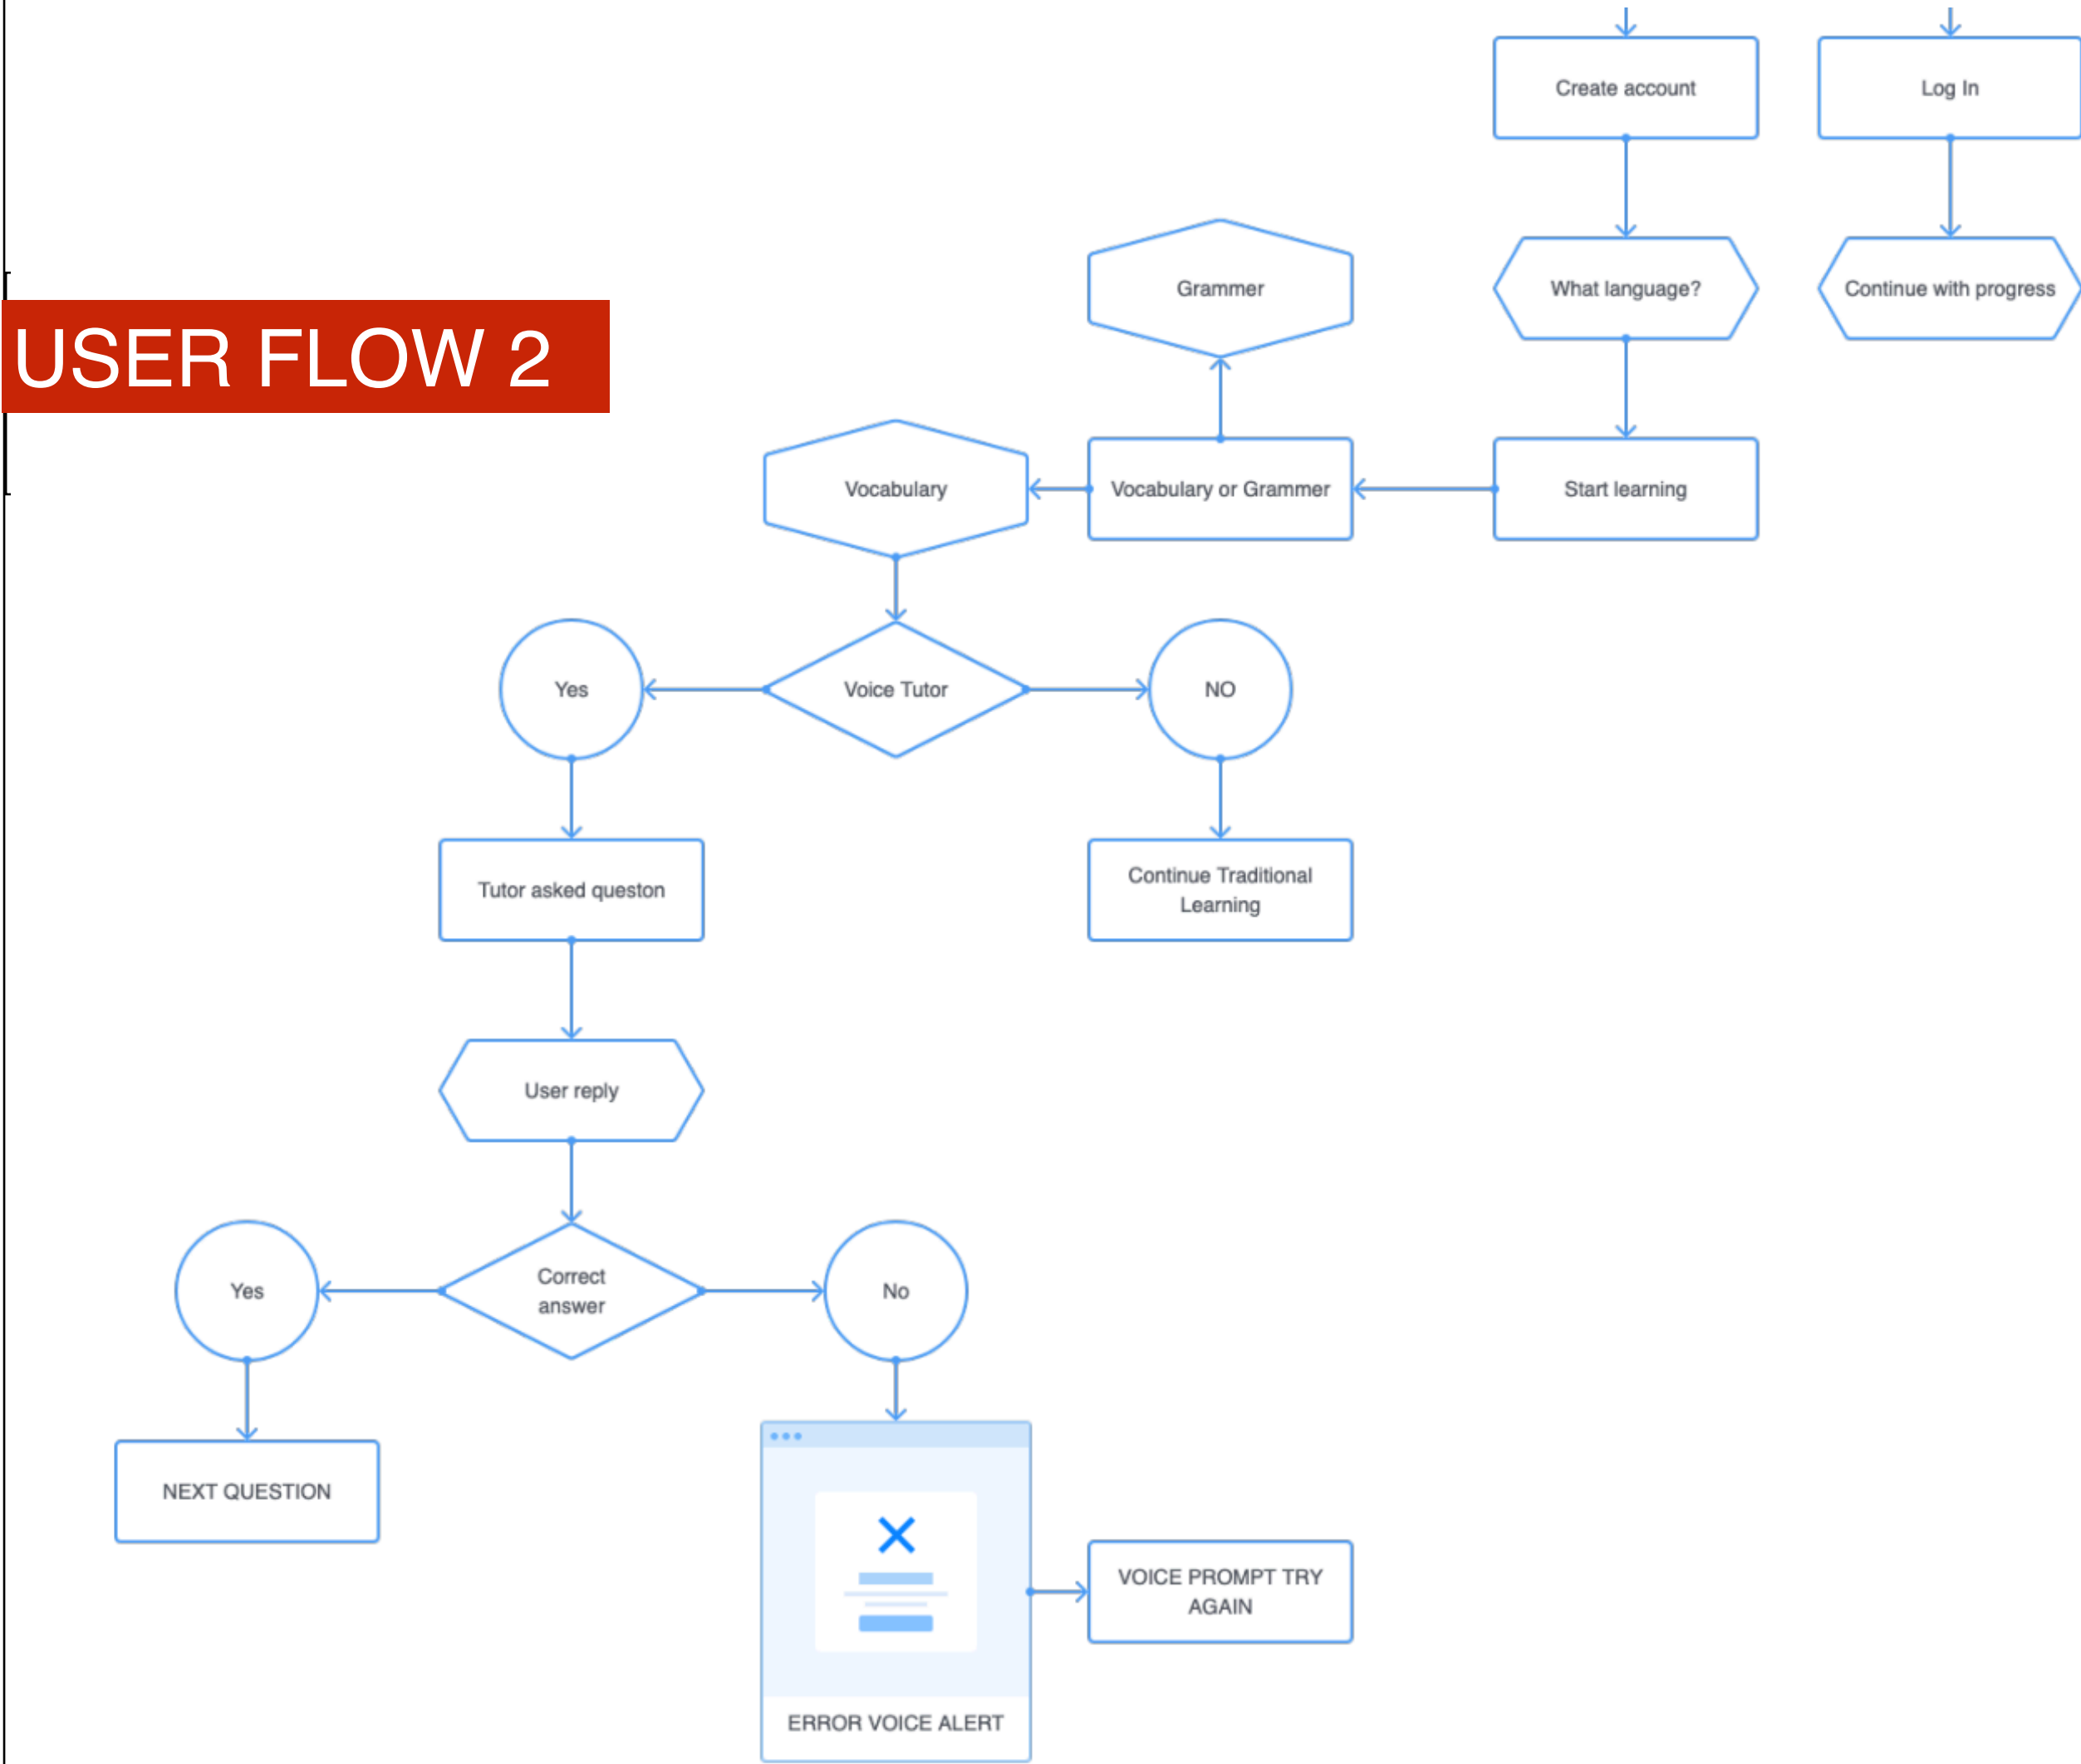 Create account
Log In
Grammer
What language?
Continue with progress
USER FLOW 2
Vocabulary
Vocabulary or Grammer
Start learning
Yes
Voice Tutor
NO
Tutor asked queston
Continue Traditional
Learning
User reply
Yes
Correct
answer
No
NEXT QUESTION
VOICE PROMPT TRY
AGAIN
ERROR VOICE ALERT